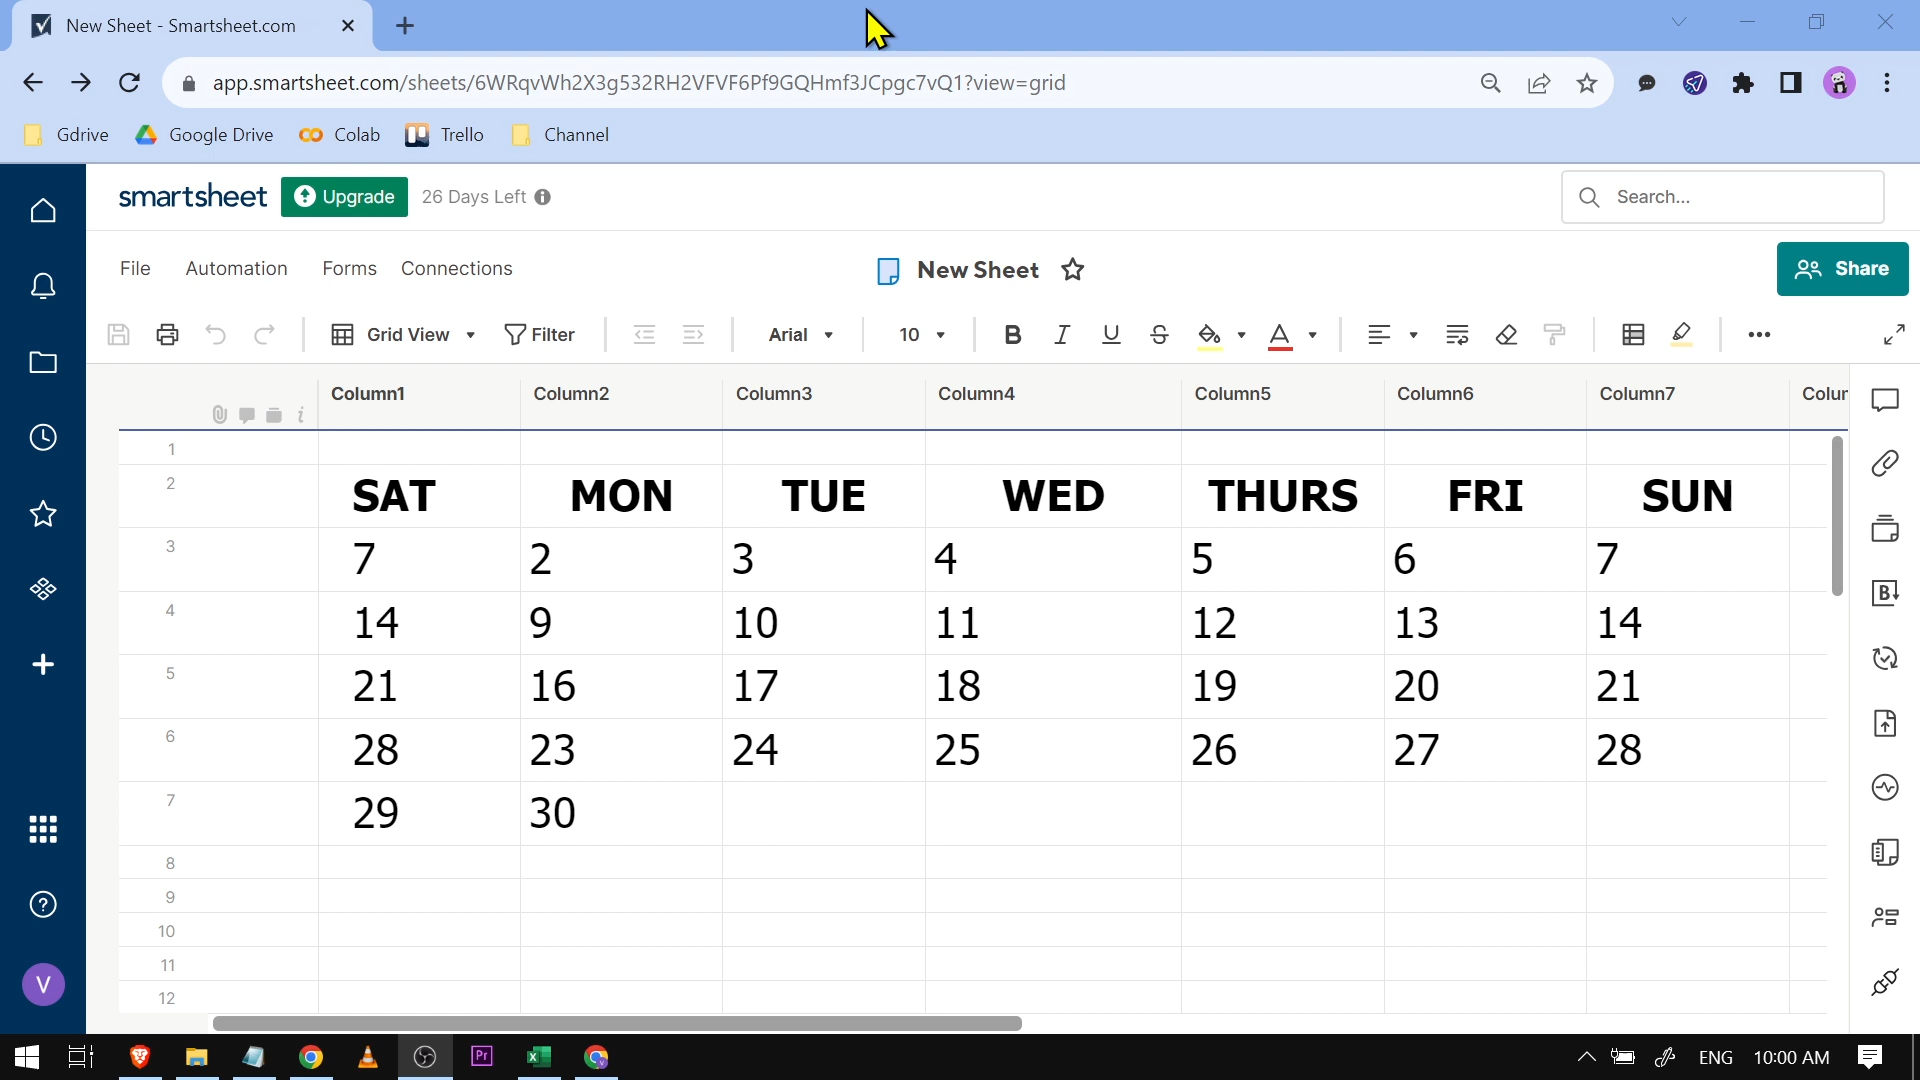 New Sheet - Smartsheet.com
app.smartsheet.com/sheets/6WRqvWh2X3g532RH2VFVF6Pf9GQHmf3JCpgc7vQ1?view=grid
Gdrive Google Drive Colab Trello Channel
smartsheet Upgrade 26 Days Left Search...
File Automation Forms Connections New Sheet Share
Grid View Filter Arial 10 B I U S A
Column1 Column2 Column3 Column4 Column5 Column6 Column7 Colur
1
2 SAT MON TUE WED THURS FRI SUN
3 7 2 3 4 5 6 7
4 14 9 10 11 12 13 14
5 21 16 17 18 19 20 21
6 28 23 24 25 26 27 28
7 29 30
8
9
10
11
12
V
Pr ENG 10:00 AM